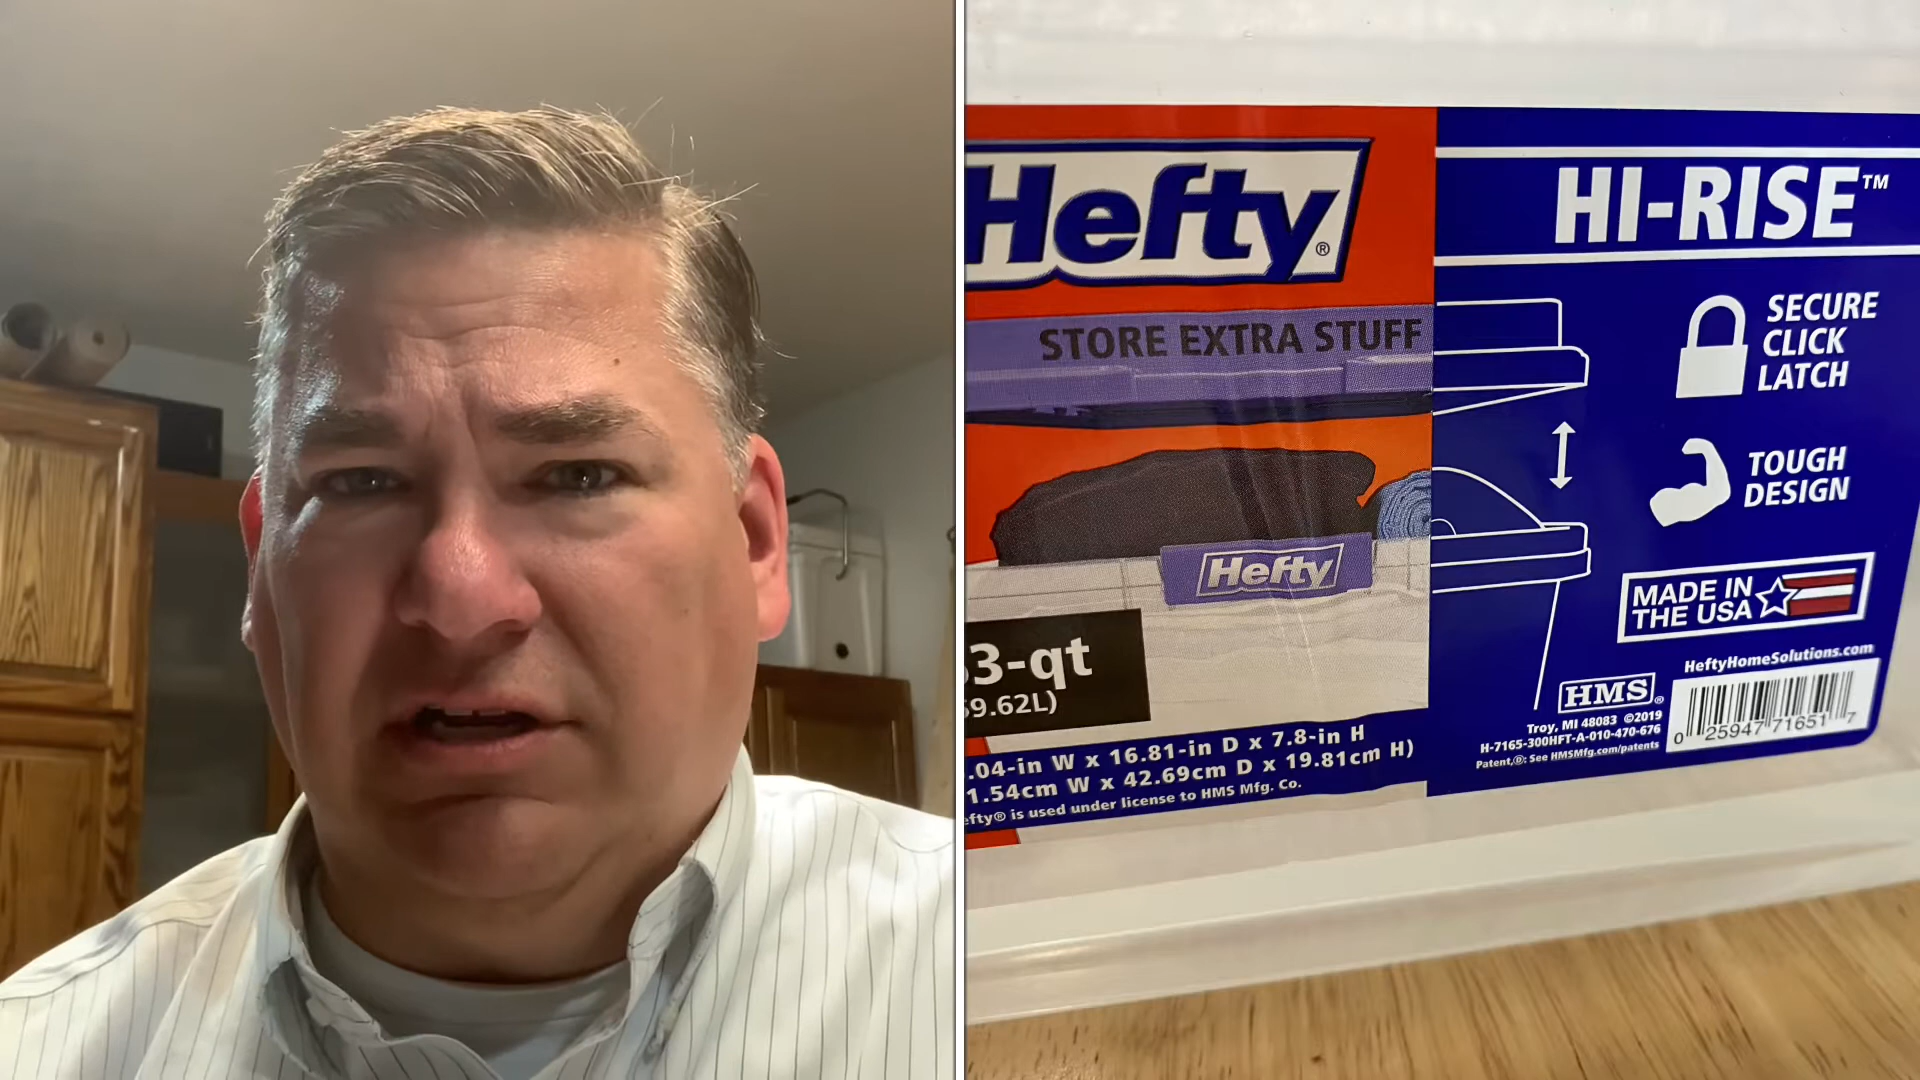 Hefty®
STORE EXTRA STUFF
Hefty
3-qt
59.62L)
.04-in W x 16.81-in D x 7.8-in H
1.54cm W x 42.69cm D x 19.81cm H)
efty® is used under license to HMS Mfg. Co.
HI-RISE™
SECURE
CLICK
LATCH
TOUGH
DESIGN
MADE IN
THE USA
HeftyHomeSolutions.com
HMS®
Troy, MI 48083 ©2019
H-7165-300HFT-A-010-470-676
Patent,®: See HMSMfg.com/patents
0 25947 71651 7